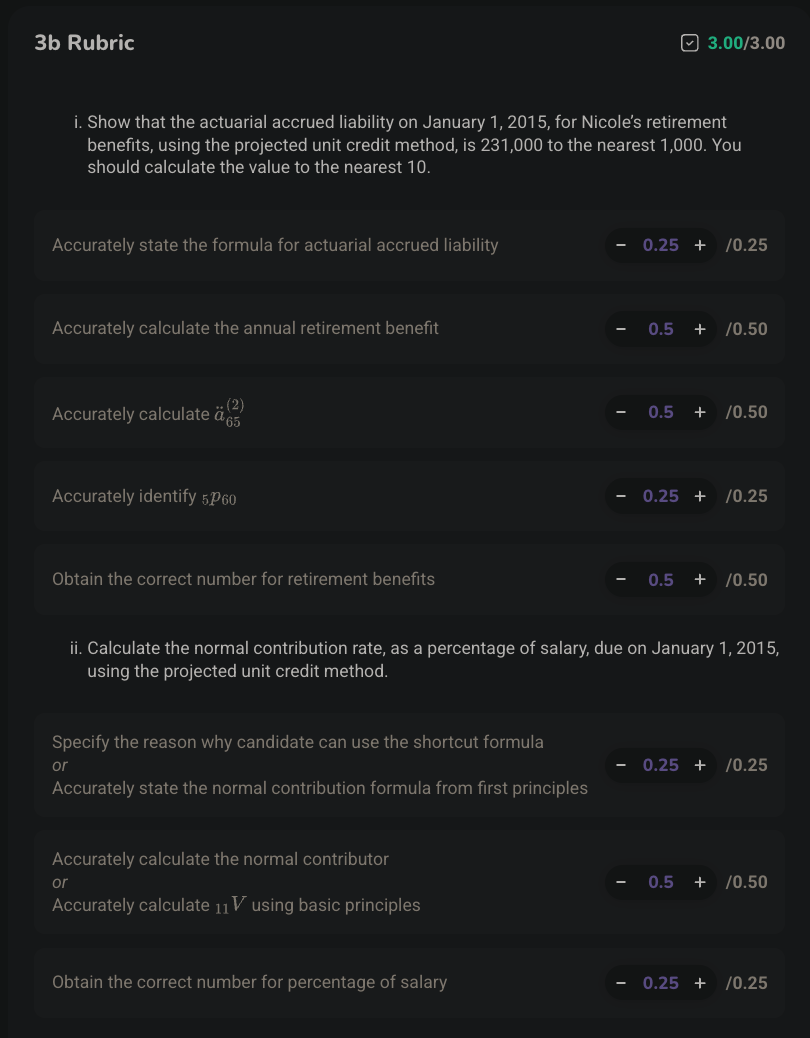 3b Rubric 3.00/3.00
i. Show that the actuarial accrued liability on January 1, 2015, for Nicole's retirement
benefits, using the projected unit credit method, is 231,000 to the nearest 1,000. You
should calculate the value to the nearest 10.
Accurately state the formula for actuarial accrued liability − 0.25 + /0.25
Accurately calculate the annual retirement benefit − 0.5 + /0.50
Accurately calculate ä₆₅⁽²⁾ − 0.5 + /0.50
Accurately identify ₅p₆₀ − 0.25 + /0.25
Obtain the correct number for retirement benefits − 0.5 + /0.50
ii. Calculate the normal contribution rate, as a percentage of salary, due on January 1, 2015,
using the projected unit credit method.
Specify the reason why candidate can use the shortcut formula
or − 0.25 + /0.25
Accurately state the normal contribution formula from first principles
Accurately calculate the normal contributor
or − 0.5 + /0.50
Accurately calculate ₁₁V using basic principles
Obtain the correct number for percentage of salary − 0.25 + /0.25